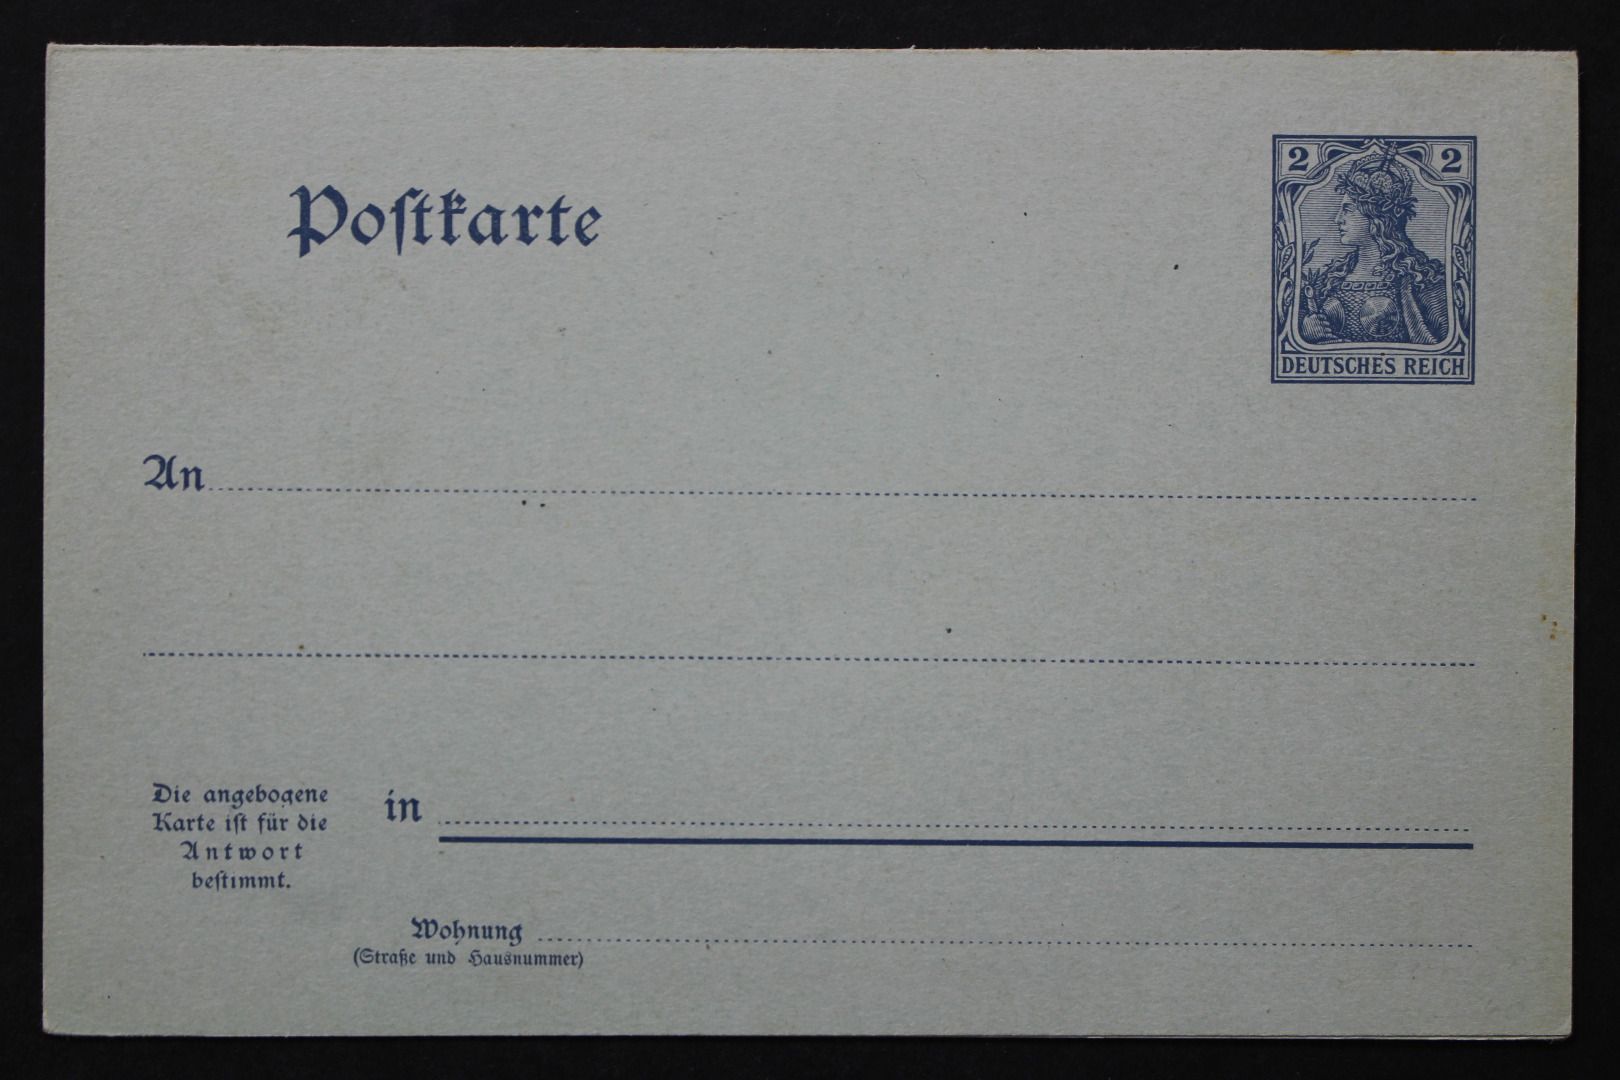 2 2
Postkarte
DEUTSCHES REICH
An
Die angebogene
Karte ist für die
Antwort
bestimmt.
in
Wohnung
(Straße und Hausnummer)